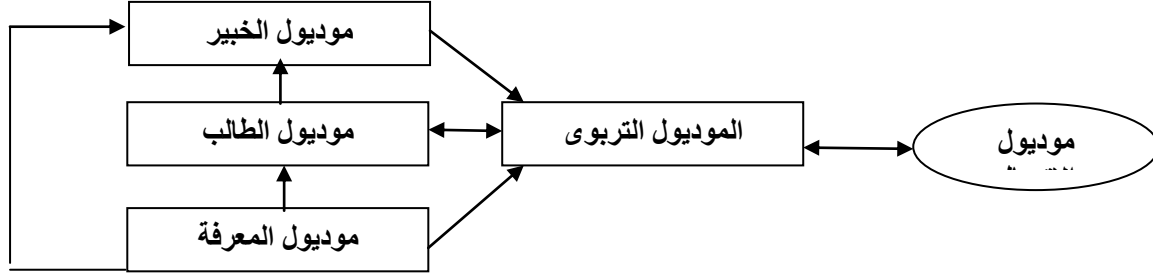 موديول الخبير
موديول الطالب
الموديول التربوى
موديول
موديول المعرفة